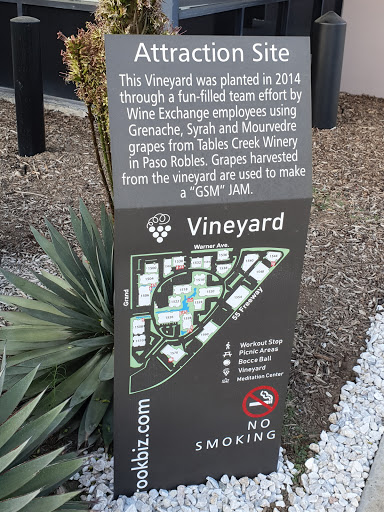 Attraction Site
This Vineyard was planted in 2014
through a fun-filled team effort by
Wine Exchange employees using
Grenache, Syrah and Mourvedre
grapes from Tables Creek Winery
in Paso Robles. Grapes harvested
from the vineyard are used to make
a "GSM" JAM.
Vineyard
Warner Ave.
Grand
55 Freeway
Workout Stop
Picnic Areas
Bocce Ball
Vineyard
Meditation Center
NO
SMOKING
ookbiz.com